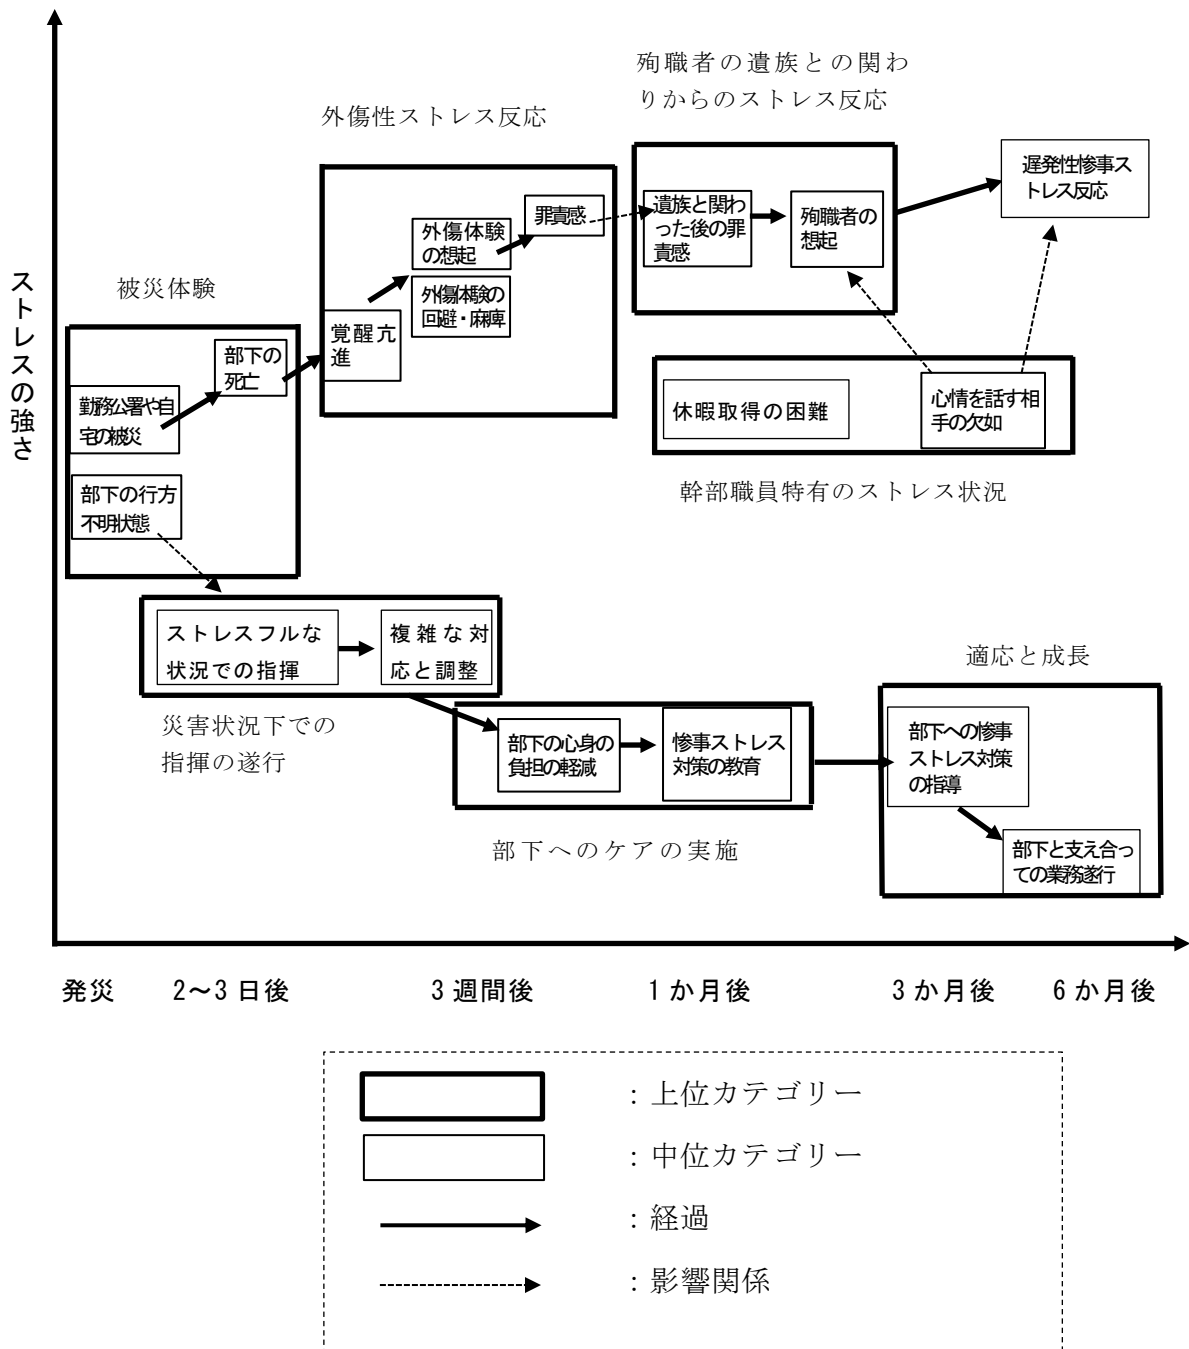 殉職者の遺族との関わ
りからのストレス反応
外傷性ストレス反応
遅発性惨事ス
トレス反応
罪責感
遺族と関わ
った後の罪
責感
殉職者の
想起
外傷体験
の想起
外傷体験の
回避・麻痺
覚醒亢
進
被災体験
部下の
死亡
勤務公署や自
宅の被災
部下の行方
不明状態
ストレスの強さ
休暇取得の困難
心情を話す相
手の欠如
幹部職員特有のストレス状況
ストレスフルな
状況での指揮
複雑な対
応と調整
災害状況下での
指揮の遂行
部下の心身の
負担の軽減
惨事ストレス
対策の教育
部下へのケアの実施
適応と成長
部下への惨事
ストレス対策
の指導
部下と支え合っ
ての業務遂行
発災 2～3日後 3週間後 1か月後 3か月後 6か月後
：上位カテゴリー
：中位カテゴリー
：経過
：影響関係